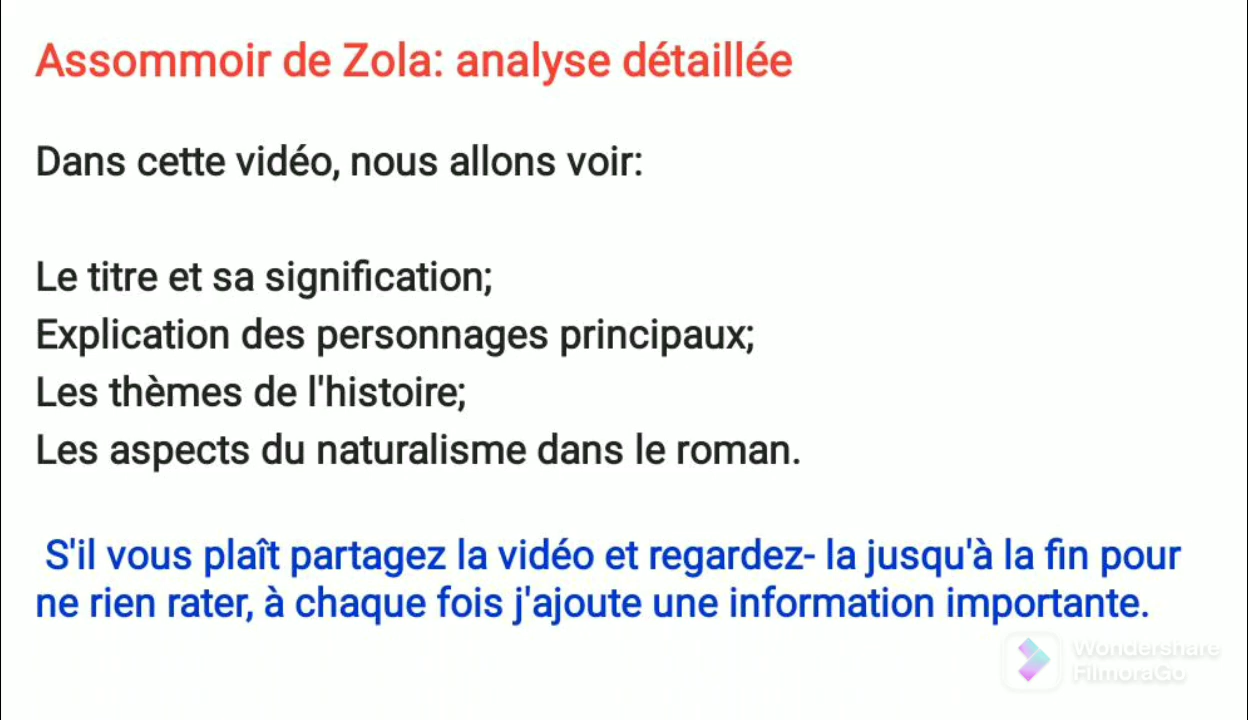 Assommoir de Zola: analyse détaillée
Dans cette vidéo, nous allons voir:
Le titre et sa signification;
Explication des personnages principaux;
Les thèmes de l'histoire;
Les aspects du naturalisme dans le roman.
S'il vous plaît partagez la vidéo et regardez- la jusqu'à la fin pour
ne rien rater, à chaque fois j'ajoute une information importante.
Wondershare
FilmoraGo